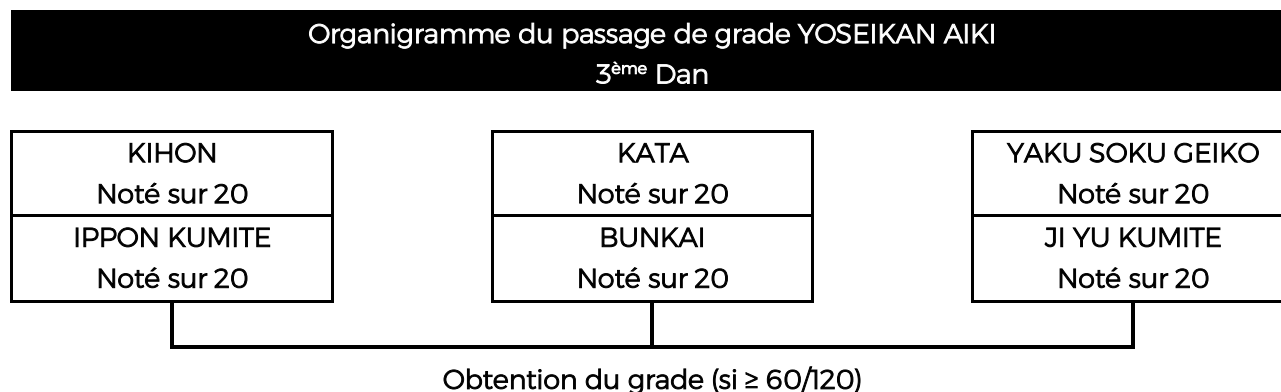 Organigramme du passage de grade YOSEIKAN AIKI
3ème Dan
KIHON
Noté sur 20
IPPON KUMITE
Noté sur 20
KATA
Noté sur 20
BUNKAI
Noté sur 20
YAKU SOKU GEIKO
Noté sur 20
JI YU KUMITE
Noté sur 20
Obtention du grade (si ≥ 60/120)